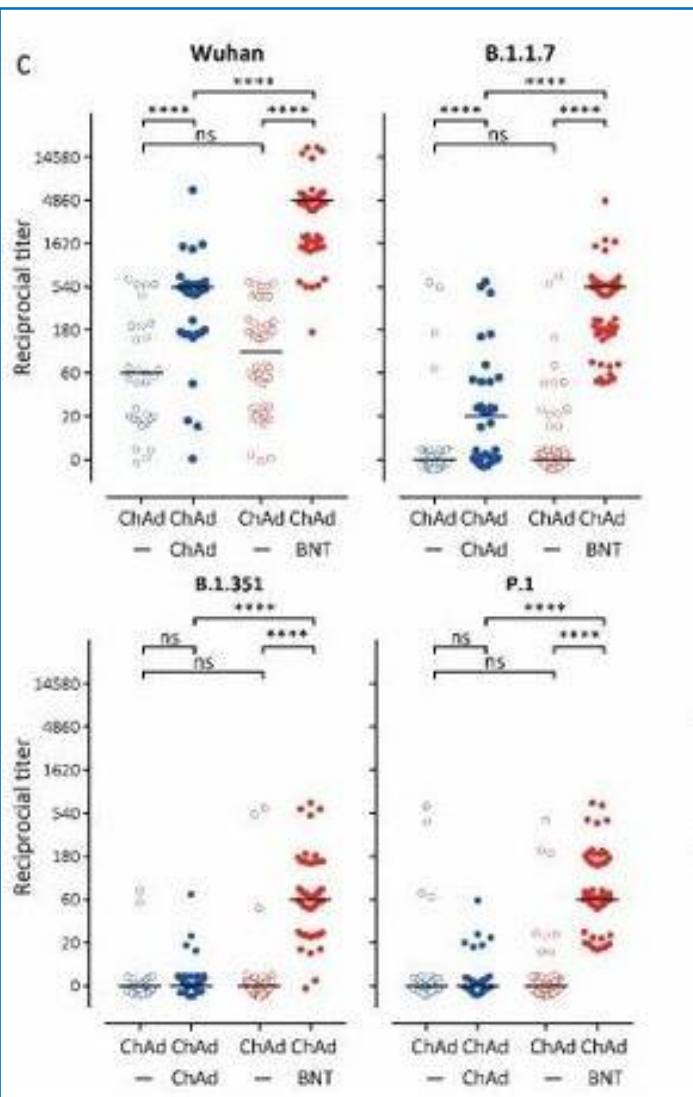 C
Wuhan
B.1.1.7
****
****
**** ****
**** ****
ns
ns
Reciprocial titer
14580
4860
1620
540
180
60
20
0
ChAd ChAd ChAd ChAd
— ChAd — BNT
ChAd ChAd ChAd ChAd
— ChAd — BNT
B.1.351
P.1
****
****
ns ****
ns ****
ns
ns
Reciprocial titer
14580
4860
1620
540
180
60
20
0
ChAd ChAd ChAd ChAd
— ChAd — BNT
ChAd ChAd ChAd ChAd
— ChAd — BNT